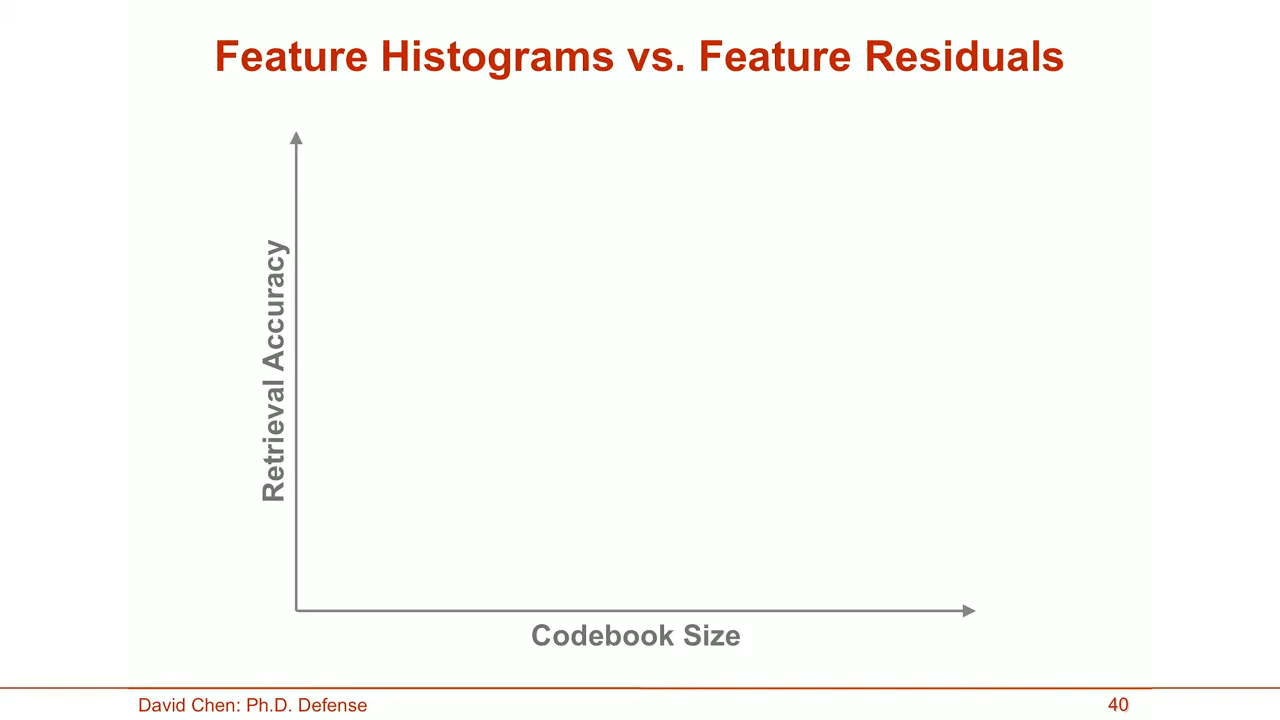 Feature Histograms vs. Feature Residuals
Retrieval Accuracy
Codebook Size
David Chen: Ph.D. Defense
40